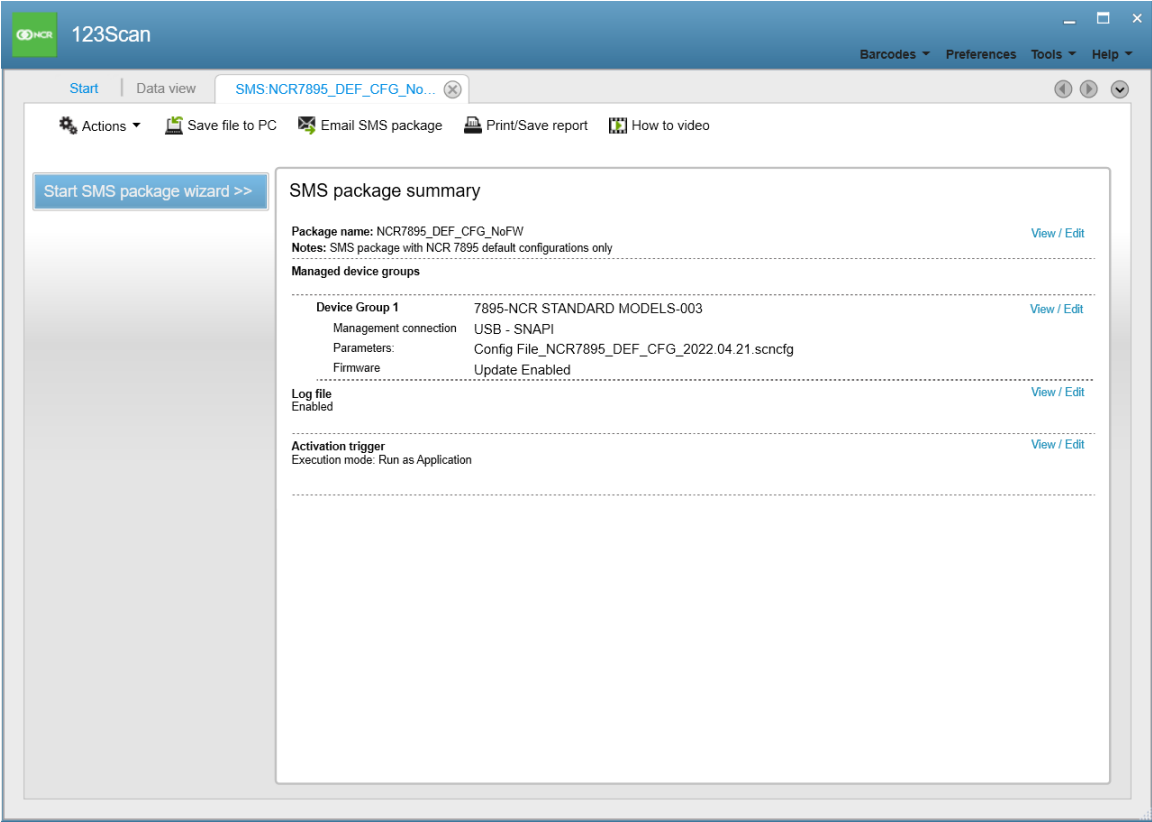 NCR 123Scan
Barcodes Preferences Tools Help
Start Data view SMS:NCR7895_DEF_CFG_No...
Actions Save file to PC Email SMS package Print/Save report How to video
Start SMS package wizard >>
SMS package summary
Package name: NCR7895_DEF_CFG_NoFW View / Edit
Notes: SMS package with NCR 7895 default configurations only
Managed device groups
Device Group 1 7895-NCR STANDARD MODELS-003 View / Edit
Management connection USB - SNAPI
Parameters: Config File_NCR7895_DEF_CFG_2022.04.21.scncfg
Firmware Update Enabled
Log file View / Edit
Enabled
Activation trigger View / Edit
Execution mode: Run as Application